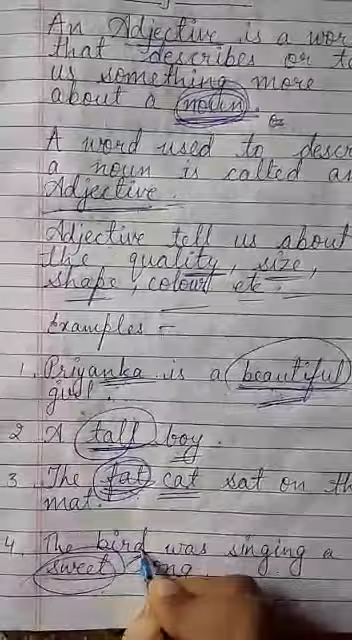 An Adjective is a wor
that describes or to
us something more
about a noun.
A word used to descr
a noun is called an
Adjective.
Adjective tell us about
the quality, size,
shape, colour etc.
Examples -
1. Priyanka is a beautiful
girl.
2 A tall boy.
3 The fat cat sat on th
mat.
4. The bird was singing a
sweet